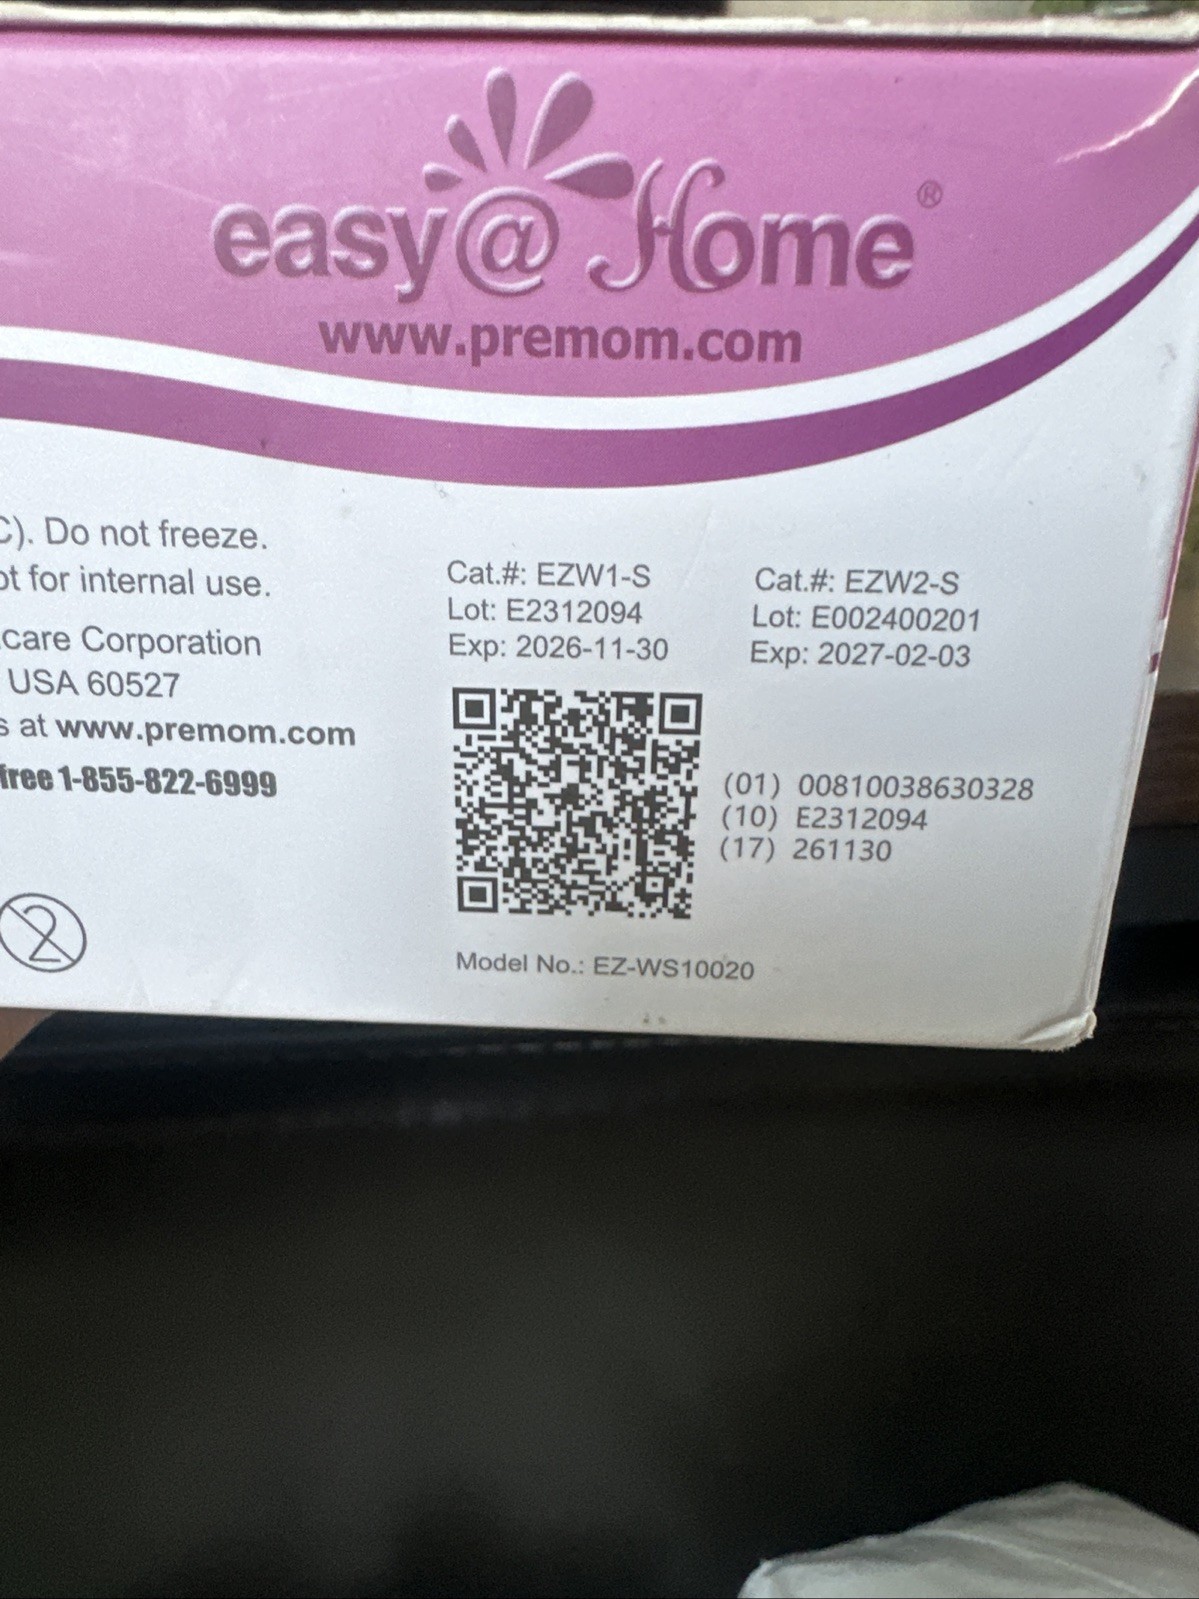 easy@Home®
www.premom.com
C). Do not freeze.
ot for internal use.
care Corporation
USA 60527
s at www.premom.com
free 1-855-822-6999
Cat.#: EZW1-S
Lot: E2312094
Exp: 2026-11-30
Cat.#: EZW2-S
Lot: E002400201
Exp: 2027-02-03
(01) 00810038630328
(10) E2312094
(17) 261130
2
Model No.: EZ-WS10020